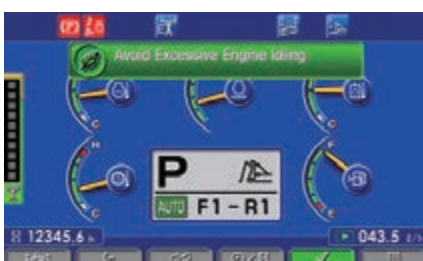 Avoid Excessive Engine Idling
C
C
H
F
P
AUTO F1-R1
C
E
12345.6 h
043.5